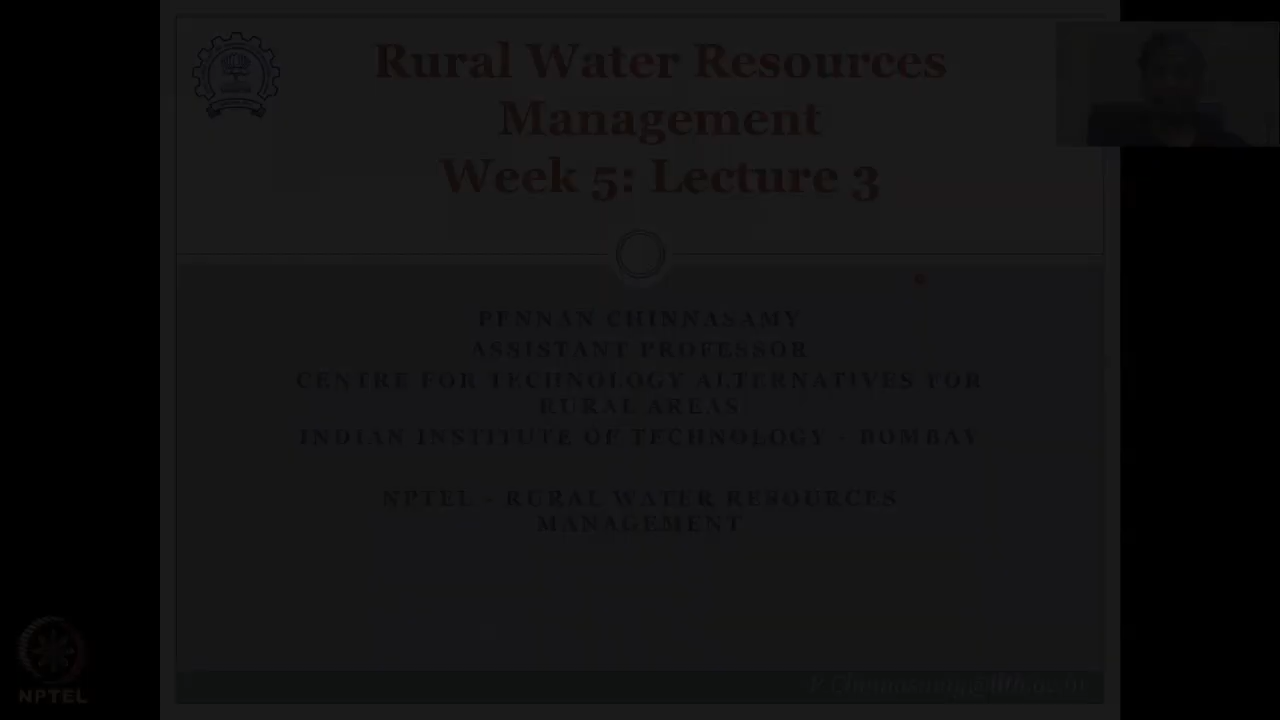 Rural Water Resources
Management
Week 5: Lecture 3
PENNAN CHINNASAMY
ASSISTANT PROFESSOR
CENTRE FOR TECHNOLOGY ALTERNATIVES FOR
RURAL AREAS
INDIAN INSTITUTE OF TECHNOLOGY - BOMBAY
NPTEL - RURAL WATER RESOURCES
MANAGEMENT
NPTEL